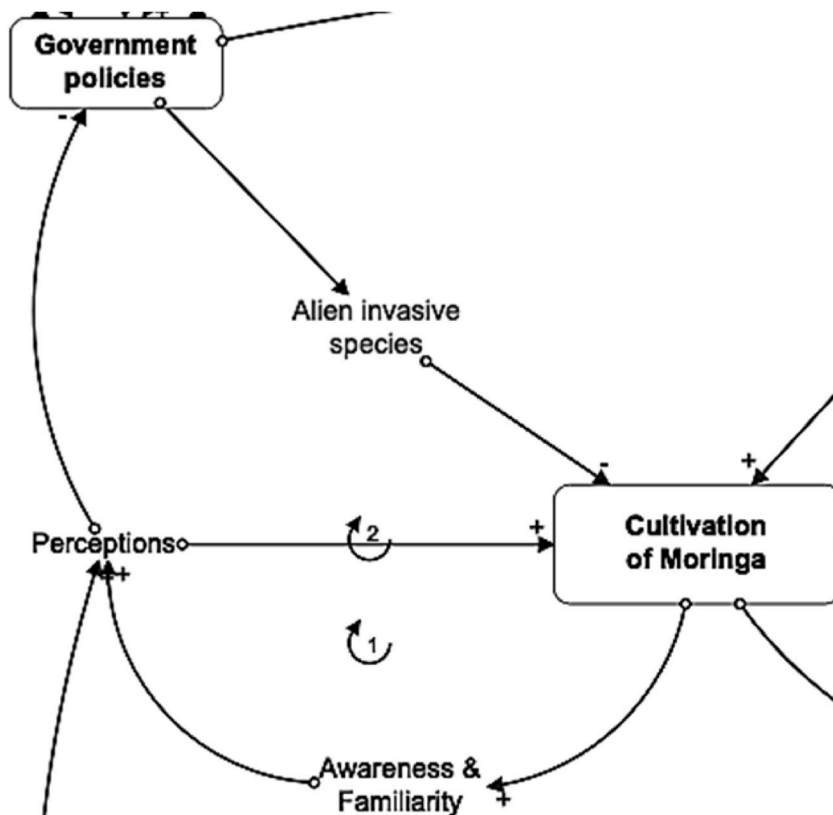 Government
policies
-
Alien invasive
species
-
+
Perceptions
2
+
Cultivation
of Moringa
++
1
Awareness &
Familiarity
+